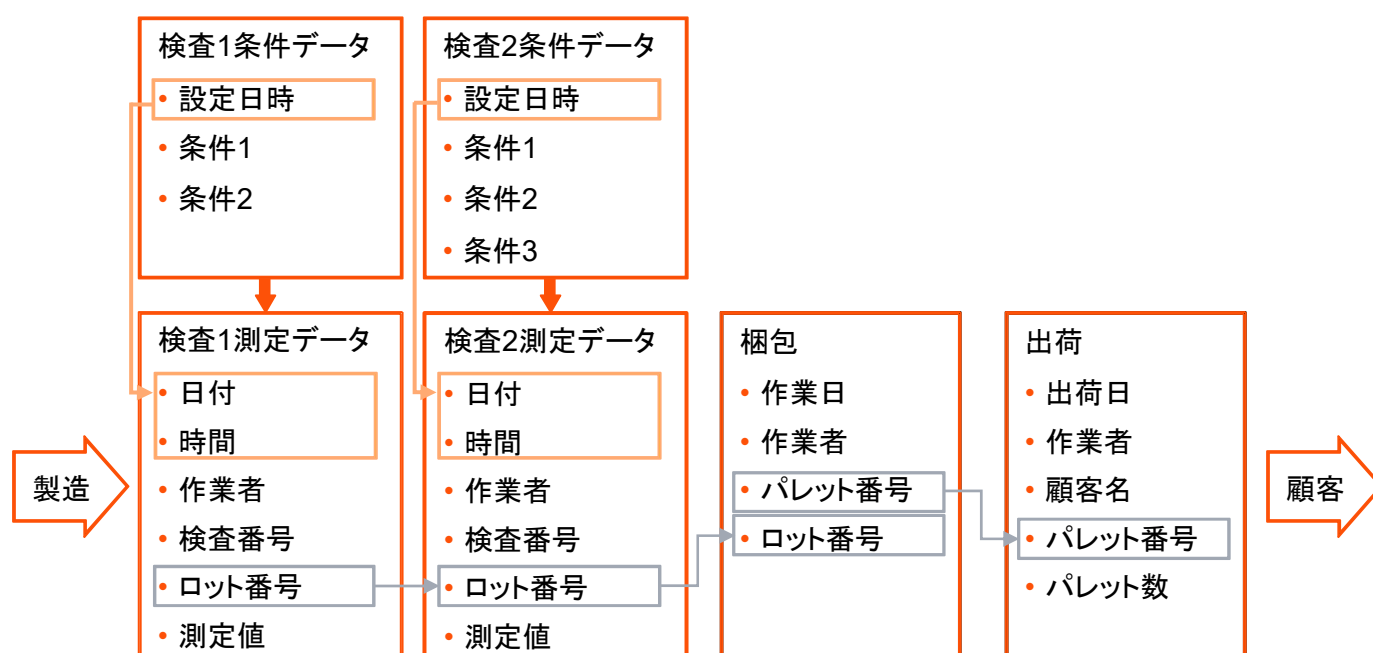 検査1条件データ
• 設定日時
• 条件1
• 条件2
検査2条件データ
• 設定日時
• 条件1
• 条件2
• 条件3
製造
検査1測定データ
• 日付
• 時間
• 作業者
• 検査番号
• ロット番号
• 測定値
検査2測定データ
• 日付
• 時間
• 作業者
• 検査番号
• ロット番号
• 測定値
梱包
• 作業日
• 作業者
• パレット番号
• ロット番号
出荷
• 出荷日
• 作業者
• 顧客名
• パレット番号
• パレット数
顧客